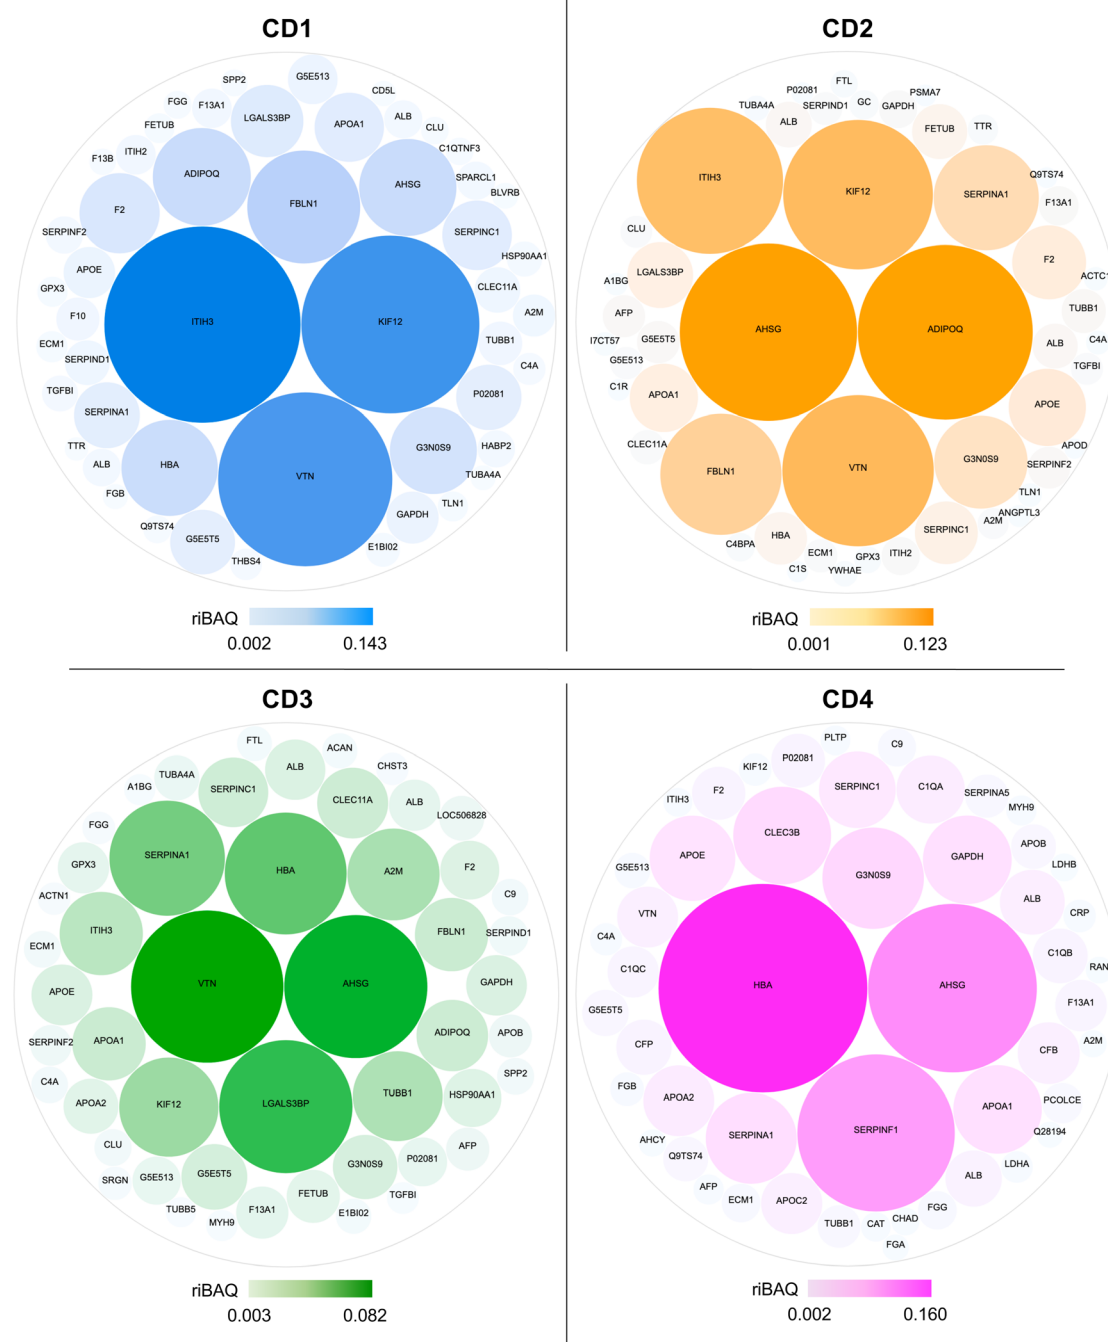 CD1
SPP2
G5E513
CD5L
FGG
F13A1
LGALS3BP
APOA1
ALB
CLU
FETUB
C1QTNF3
F13B
ITIH2
ADIPOQ
FBLN1
AHSG
SPARCL1
BLVRB
F2
SERPINF2
SERPINC1
HSP90AA1
APOE
GPX3
CLEC11A
F10
ITIH3
KIF12
A2M
ECM1
TUBB1
SERPIND1
C4A
TGFBI
P02081
SERPINA1
TTR
G3N0S9
HABP2
ALB
HBA
VTN
TUBA4A
FGB
TLN1
GAPDH
Q9TS74
G5E5T5
E1BI02
THBS4
riBAQ
0.002 0.143
CD2
FTL
P02081
PSMA7
TUBA4A
SERPIND1
GC
GAPDH
ALB
FETUB
TTR
ITIH3
KIF12
SERPINA1
Q9TS74
F13A1
CLU
F2
LGALS3BP
A1BG
ACTC1
AFP
TUBB1
I7CT57
G5E5T5
AHSG
ADIPOQ
ALB
C4A
G5E513
TGFBI
C1R
APOA1
APOE
CLEC11A
APOD
FBLN1
VTN
G3N0S9
SERPINF2
TLN1
ANGPTL3
A2M
SERPINC1
C4BPA
HBA
ECM1
GPX3
ITIH2
C1S
YWHAE
riBAQ
0.001 0.123
CD3
FTL
ACAN
TUBA4A
ALB
CHST3
A1BG
SERPINC1
CLEC11A
ALB
LOC506828
FGG
SERPINA1
GPX3
HBA
A2M
F2
ACTN1
C9
ITIH3
FBLN1
SERPIND1
ECM1
VTN
AHSG
GAPDH
APOE
SERPINF2
APOA1
ADIPOQ
APOB
C4A
SPP2
APOA2
KIF12
LGALS3BP
TUBB1
HSP90AA1
CLU
AFP
SRGN
G5E513
G5E5T5
G3N0S9
P02081
TUBB5
FETUB
TGFBI
MYH9
F13A1
E1BI02
riBAQ
0.003 0.082
CD4
PLTP
C9
KIF12
P02081
ITIH3
F2
SERPINC1
C1QA
SERPINA5
MYH9
CLEC3B
APOB
G5E513
APOE
G3N0S9
GAPDH
LDHB
VTN
ALB
CRP
C4A
C1QB
C1QC
RAN
HBA
AHSG
G5E5T5
F13A1
CFP
CFB
A2M
FGB
APOA2
APOA1
PCOLCE
AHCY
SERPINA1
SERPINF1
Q28194
Q9TS74
LDHA
AFP
ALB
ECM1
APOC2
FGG
TUBB1
CAT
CHAD
FGA
riBAQ
0.002 0.160